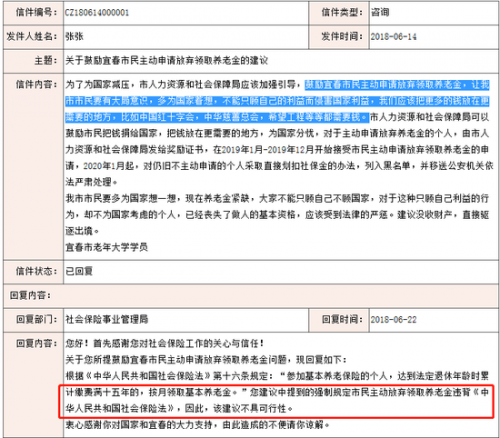 信件编号： CZ180614000001 信件类型： 咨询
发件人姓名： 张张 发件时间： 2018-06-14
主题： 关于鼓励宜春市民主动申请放弃领取养老金的建议
信件内容： 为了为国家减压，市人力资源和社会保障局应该加强引导，鼓励宜春市民主动申请放弃领取养老金，让我
市市民要有大局意识，多为国家着想，不能只顾自己的利益而侵害国家利益，我们应该把更多的钱放在更
需要的地方，比如中国红十字会，中华慈善总会，希望工程等等都需要钱。市人力资源和社会保障局可以
鼓励市民把钱捐给国家，把钱放在更需要的地方，为国家分忧，对于主动申请放弃养老金的个人，由市人
力资源和社会保障局发给奖励证书，在2019年1月-2019年12月开始接受市民主动申请放弃领取养老金的申
请，2020年1月起，对仍旧不主动申请的个人采取直接划扣社保金的办法，列入黑名单，并移送公安机关依
法严肃处理。
我市市民要多为国家想一想，现在养老金紧缺，大家不能只顾自己不顾国家，对于这种只顾自己利益的行
为，却不为国家考虑的个人，已经丧失了做人的基本资格，应该受到法律的严惩。建议没收财产，直接驱
逐出境。
宜春市老年大学学员
信件状态： 已回复
回复内容：
回复部门： 社会保险事业管理局 回复时间： 2018-06-22
回复内容： 您好！首先感谢您对社会保险工作的关心与信任！
关于您所提鼓励宜春市民主动申请放弃领取养老金问题，现回复如下：
根据《中华人民共和国社会保险法》第十六条规定：“参加基本养老保险的个人，达到法定退休年龄时累
计缴费满十五年的，按月领取基本养老金。”您建议中提到的强制规定市民主动放弃领取养老金违背《中
华人民共和国社会保险法》，因此，该建议不具可行性。
衷心感谢你对国家和宜春的大力支持，由此造成的不便请你谅解。